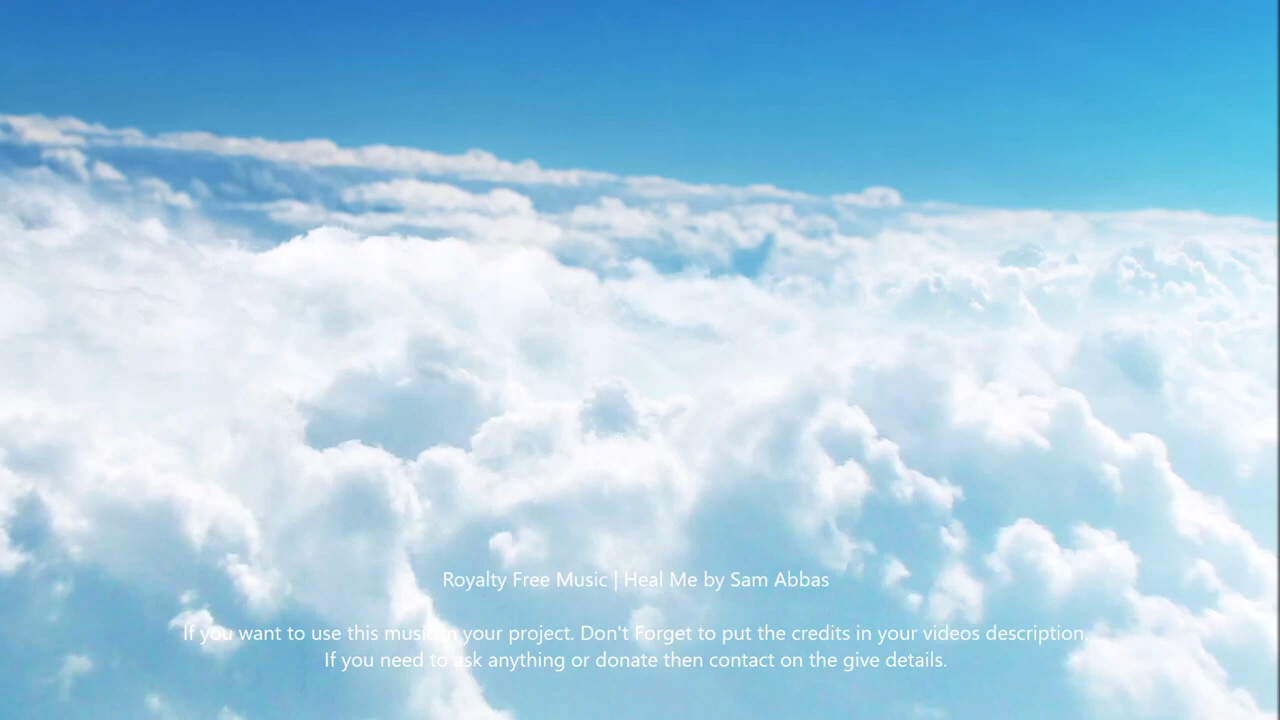 Royalty Free Music | Heal Me by Sam Abbas
If you want to use this music in your project. Don't Forget to put the credits in your videos description.
If you need to ask anything or donate then contact on the give details.